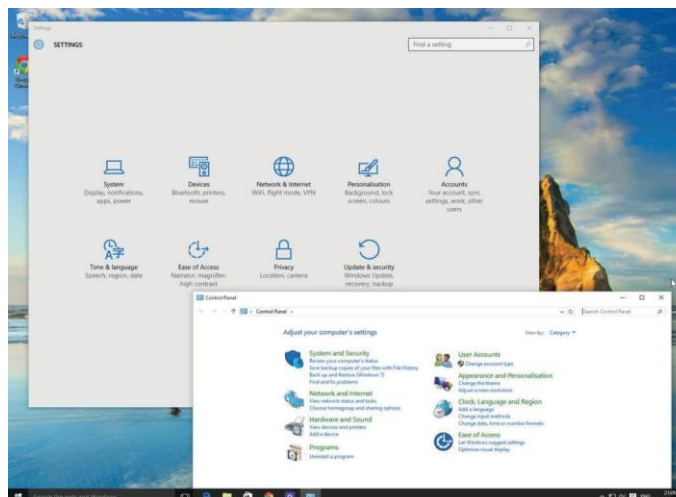 Settings
SETTINGS
Find a setting
System
Display, notifications,
apps, power
Devices
Bluetooth, printers,
mouse
Network & Internet
WiFi, flight mode, VPN
Personalisation
Background, lock
screen, colours
Accounts
Your account, sync
settings, work, other
users
Time & language
Speech, region, date
Ease of Access
Narrator, magnifier,
high contrast
Privacy
Location, camera
Update & security
Windows Update,
recovery, backup
Control Panel
Control Panel
Search Control Panel
Adjust your computer's settings
View by: Category
System and Security
Review your computer's status
Save backup copies of your files with File History
Back up and Restore (Windows 7)
Find and fix problems
Network and Internet
View network status and tasks
Choose homegroup and sharing options
Hardware and Sound
View devices and printers
Add a device
Programs
Uninstall a program
User Accounts
Change account type
Appearance and Personalisation
Change the theme
Adjust screen resolution
Clock, Language and Region
Add a language
Change input methods
Change date, time or number formats
Ease of Access
Let Windows suggest settings
Optimise visual display
Search the web and Windows
ENG